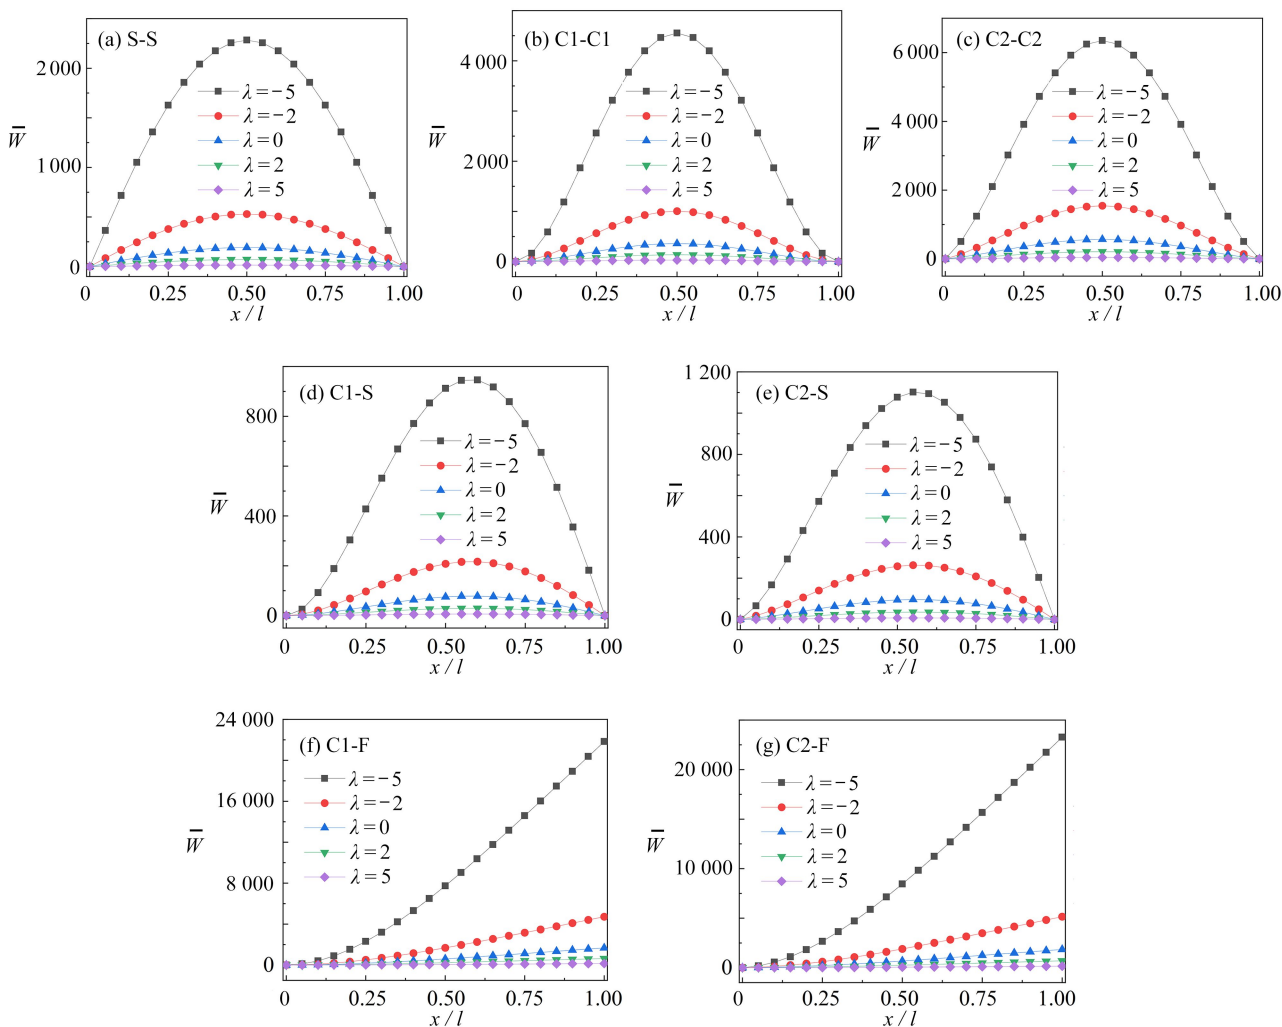 (a) S-S
2 000
1 000
0
W̄
λ=−5
λ=−2
λ=0
λ=2
λ=5
0 0.25 0.50 0.75 1.00
x / l
(b) C1-C1
4 000
2 000
0
W̄
λ=−5
λ=−2
λ=0
λ=2
λ=5
0 0.25 0.50 0.75 1.00
x / l
(c) C2-C2
6 000
4 000
2 000
0
W̄
λ=−5
λ=−2
λ=0
λ=2
λ=5
0 0.25 0.50 0.75 1.00
x / l
(d) C1-S
800
400
0
W̄
λ=−5
λ=−2
λ=0
λ=2
λ=5
0 0.25 0.50 0.75 1.00
x / l
(e) C2-S
1 200
800
400
0
W̄
λ=−5
λ=−2
λ=0
λ=2
λ=5
0 0.25 0.50 0.75 1.00
x / l
(f) C1-F
24 000
16 000
8 000
0
W̄
λ=−5
λ=−2
λ=0
λ=2
λ=5
0 0.25 0.50 0.75 1.00
x / l
(g) C2-F
20 000
10 000
0
W̄
λ=−5
λ=−2
λ=0
λ=2
λ=5
0 0.25 0.50 0.75 1.00
x / l